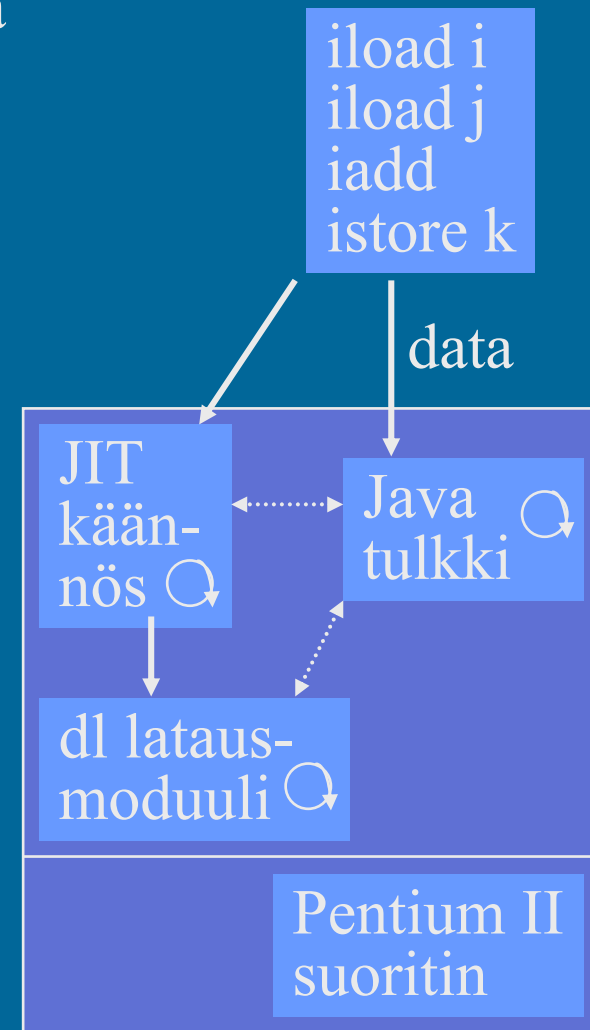 iload i
iload j
iadd
istore k
data
JIT
kään-
nös
Java
tulkki
dl lataus-
moduuli
Pentium II
suoritin